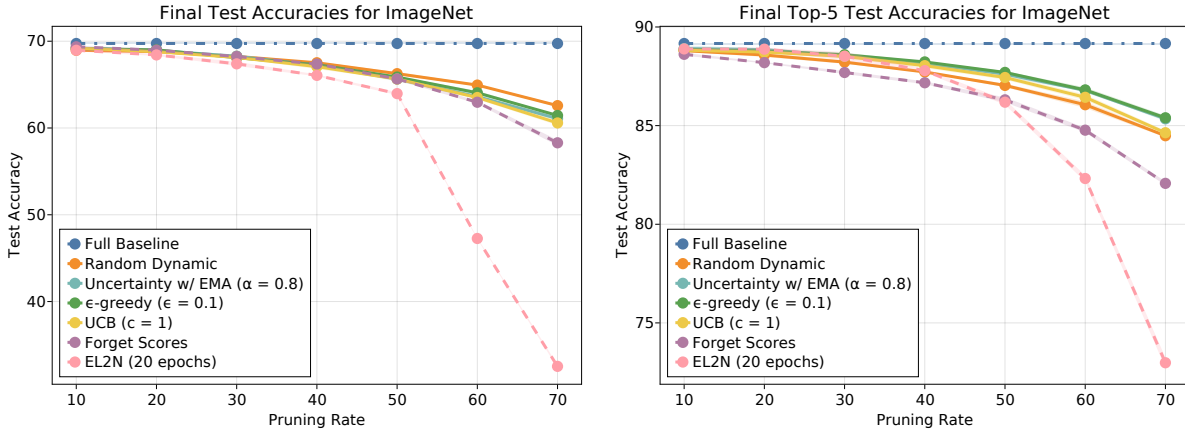 Final Test Accuracies for ImageNet
70
60
50
40
Test Accuracy
Full Baseline
Random Dynamic
Uncertainty w/ EMA (α = 0.8)
ϵ-greedy (ϵ = 0.1)
UCB (c = 1)
Forget Scores
EL2N (20 epochs)
10 20 30 40 50 60 70
Pruning Rate
Final Top-5 Test Accuracies for ImageNet
90
85
80
75
Test Accuracy
Full Baseline
Random Dynamic
Uncertainty w/ EMA (α = 0.8)
ϵ-greedy (ϵ = 0.1)
UCB (c = 1)
Forget Scores
EL2N (20 epochs)
10 20 30 40 50 60 70
Pruning Rate